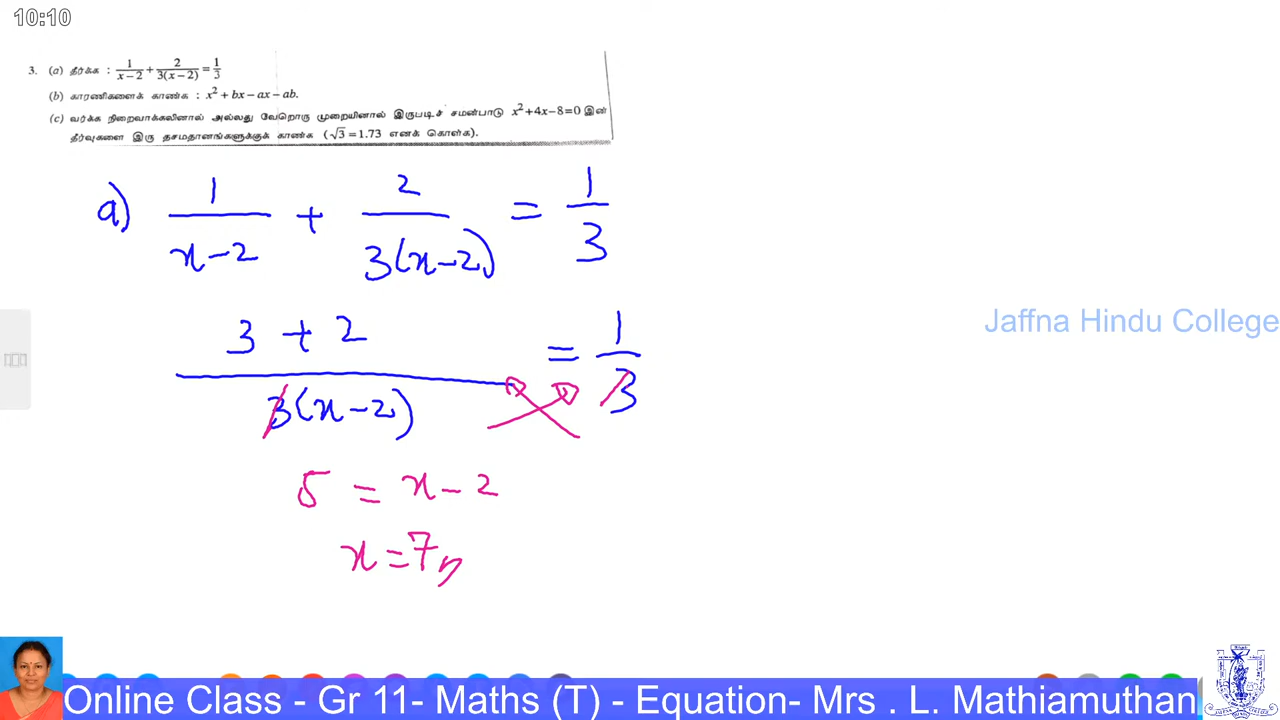 10:10
3. (a) தீர்க்க : 1/(x−2) + 2/(3(x−2)) = 1/3
(b) காரணிகளைக் காண்க : x² + bx − ax − ab.
(c) வர்க்க நிறைவாக்கலினால் அல்லது வேறொரு முறையினால் இருபடிச் சமன்பாடு x²+4x−8=0 இன்
தீர்வுகளை இரு தசமதானங்களுக்குக் காண்க (√3=1.73 எனக் கொள்க).
a) 1/(x−2) + 2/(3(x−2)) = 1/3
(3 + 2)/(3(x−2)) = 1/3
5 = x − 2
x = 7
Jaffna Hindu College
Online Class - Gr 11- Maths (T) - Equation- Mrs . L. Mathiamuthan